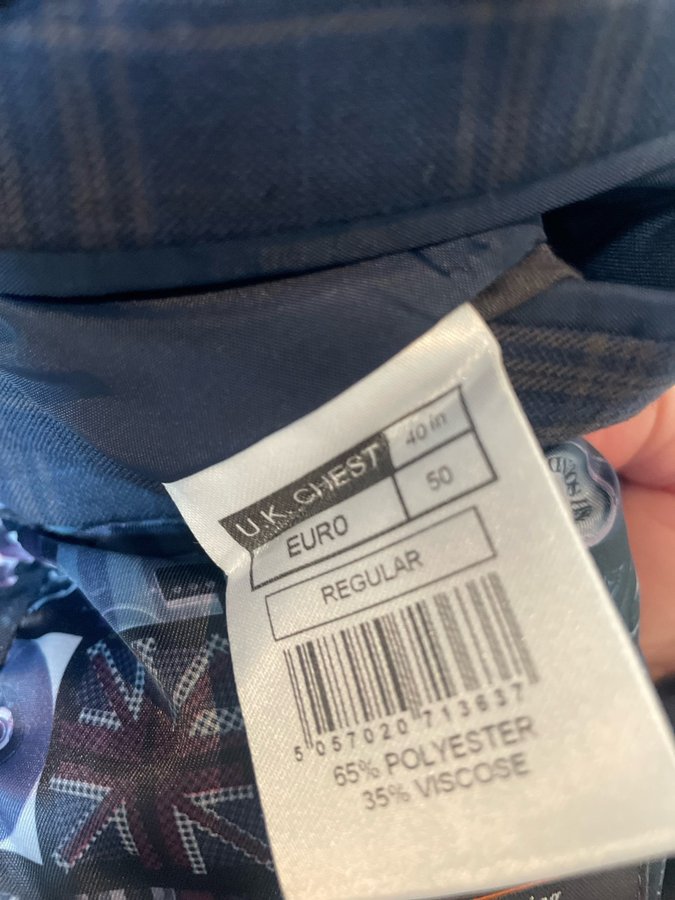 U.K. CHEST 40 in
EURO 50
REGULAR
5 057020 713637
65% POLYESTER
35% VISCOSE